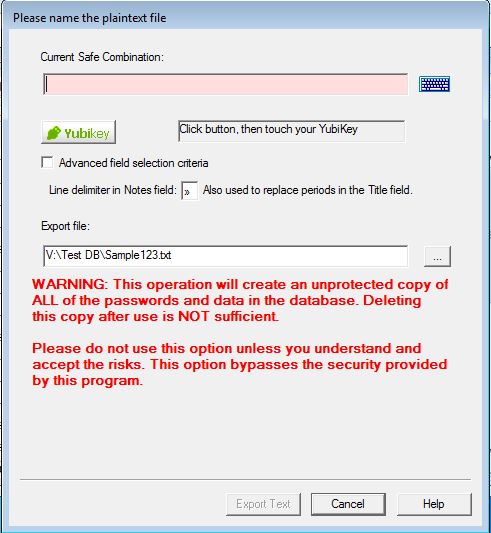 Please name the plaintext file
Current Safe Combination:
Yubikey
Click button, then touch your YubiKey
Advanced field selection criteria
Line delimiter in Notes field: » Also used to replace periods in the Title field.
Export file:
V:\Test DB\Sample123.txt
...
WARNING: This operation will create an unprotected copy of
ALL of the passwords and data in the database. Deleting
this copy after use is NOT sufficient.
Please do not use this option unless you understand and
accept the risks. This option bypasses the security provided
by this program.
Export Text
Cancel
Help